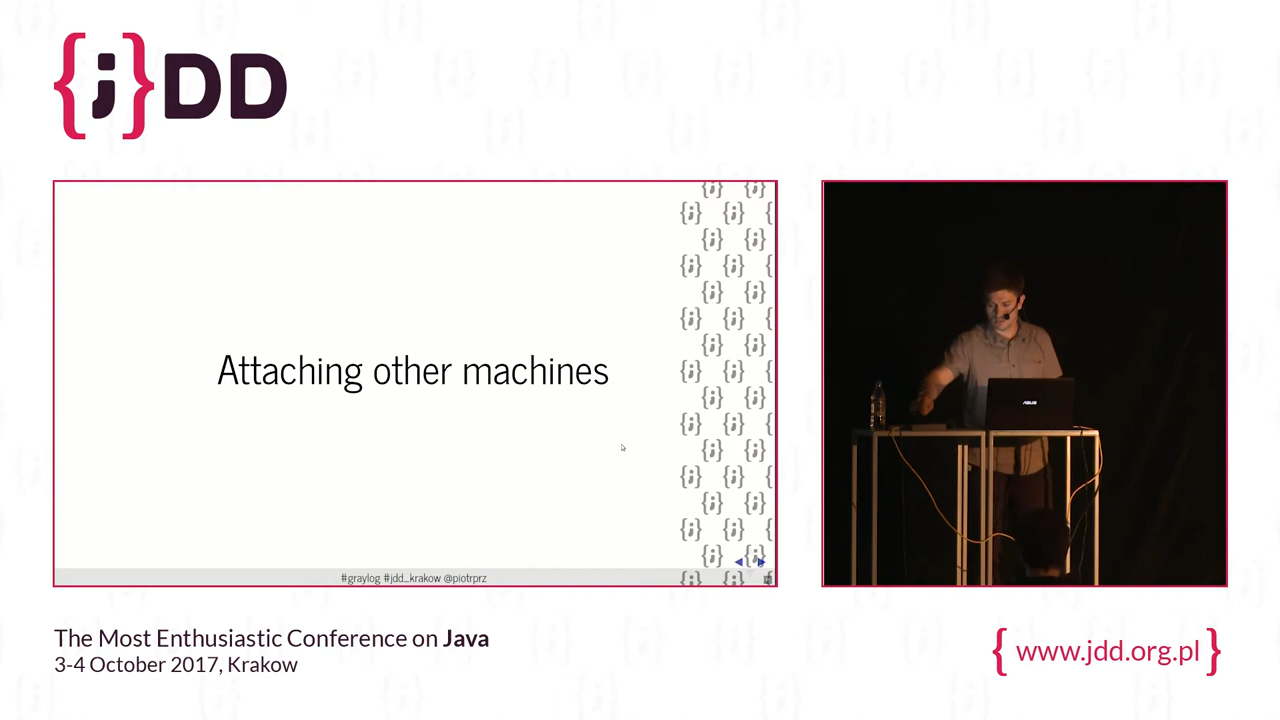 {;}DD
Attaching other machines
#graylog #jdd_krakow @piotrprz
ASUS
The Most Enthusiastic Conference on Java
3-4 October 2017, Krakow
{ www.jdd.org.pl }